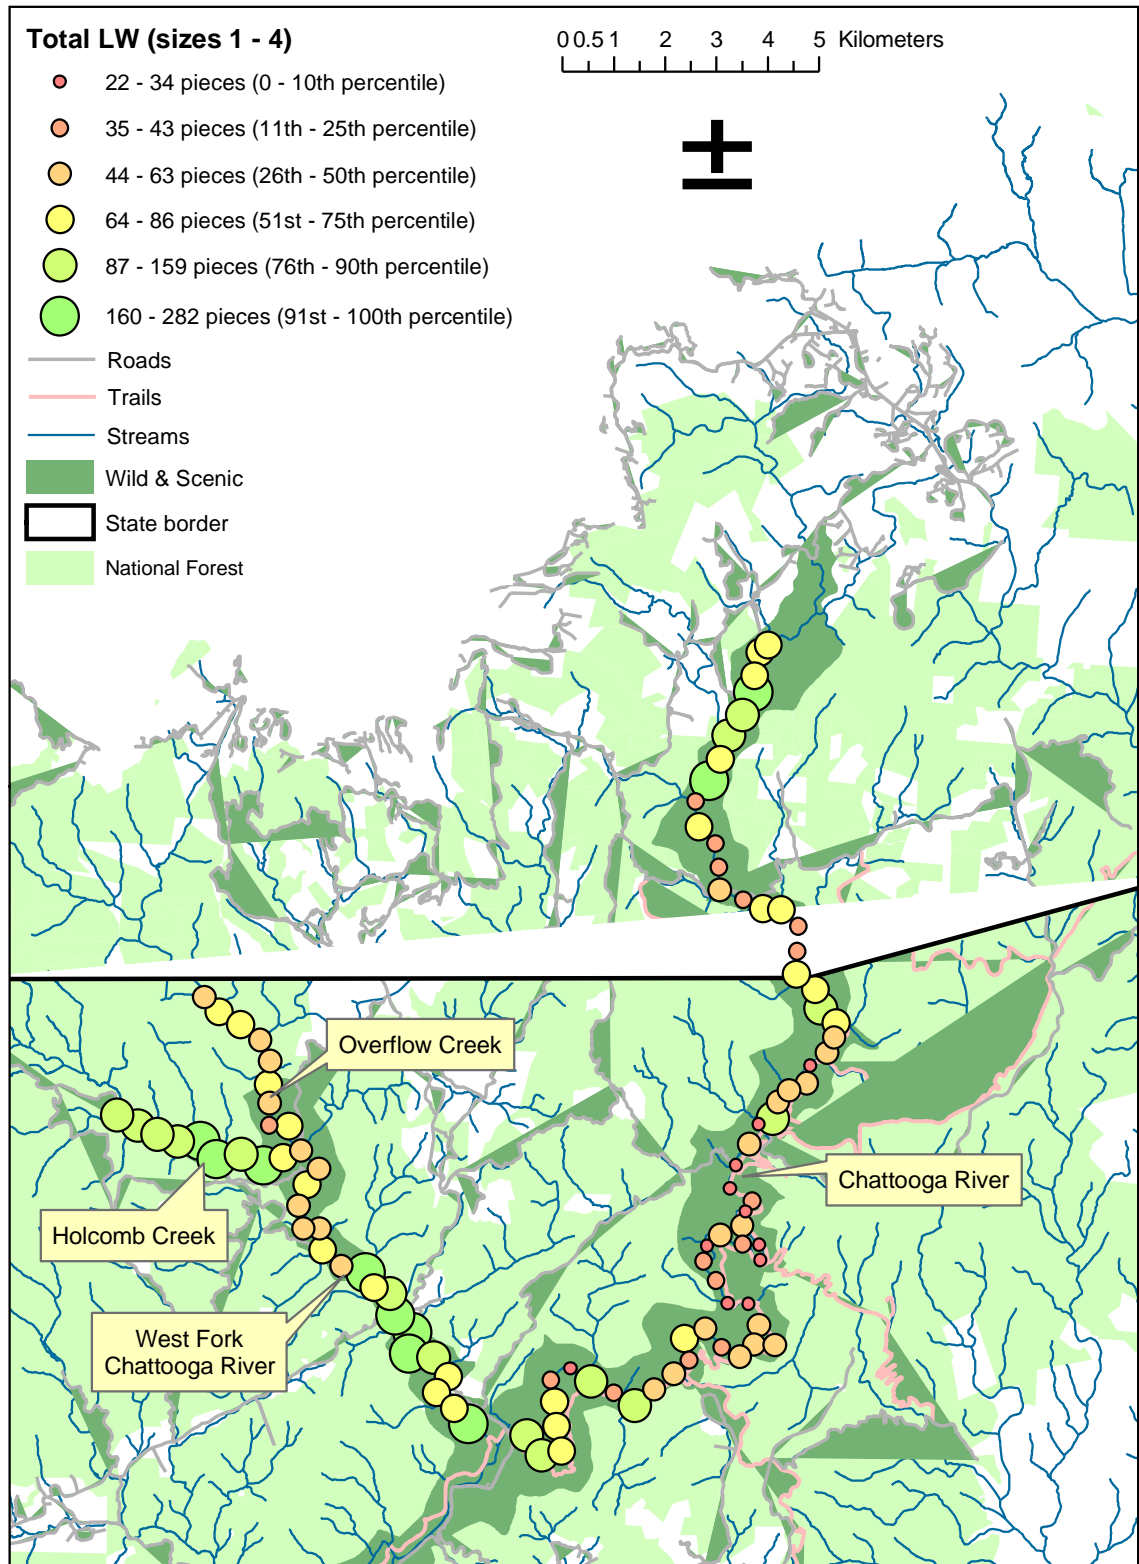 Total LW (sizes 1 - 4)
22 - 34 pieces (0 - 10th percentile)
35 - 43 pieces (11th - 25th percentile)
44 - 63 pieces (26th - 50th percentile)
64 - 86 pieces (51st - 75th percentile)
87 - 159 pieces (76th - 90th percentile)
160 - 282 pieces (91st - 100th percentile)
Roads
Trails
Streams
Wild & Scenic
State border
National Forest
0 0.5 1 2 3 4 5 Kilometers
±
Overflow Creek
Chattooga River
Holcomb Creek
West Fork
Chattooga River